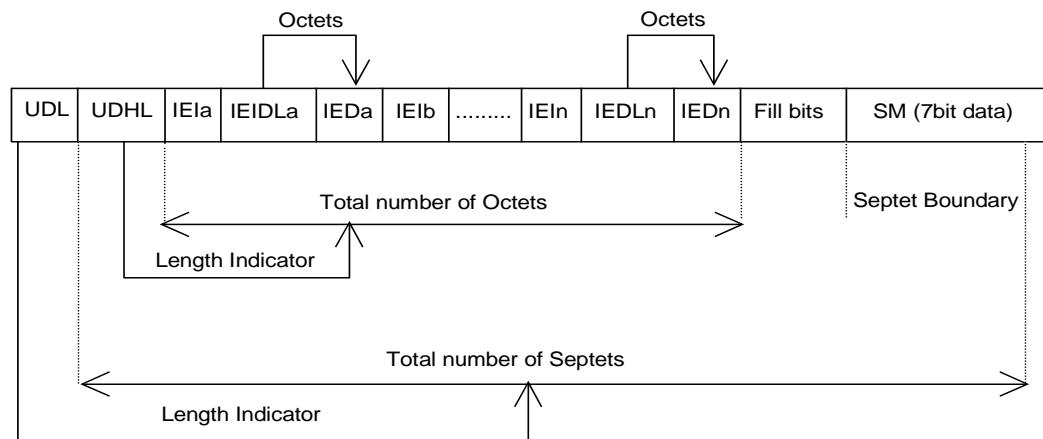 Octets Octets
UDL UDHL IEIa IEIDLa IEDa IEIb ......... IEIn IEDLn IEDn Fill bits SM (7bit data)
Total number of Octets
Septet Boundary
Length Indicator
Total number of Septets
Length Indicator